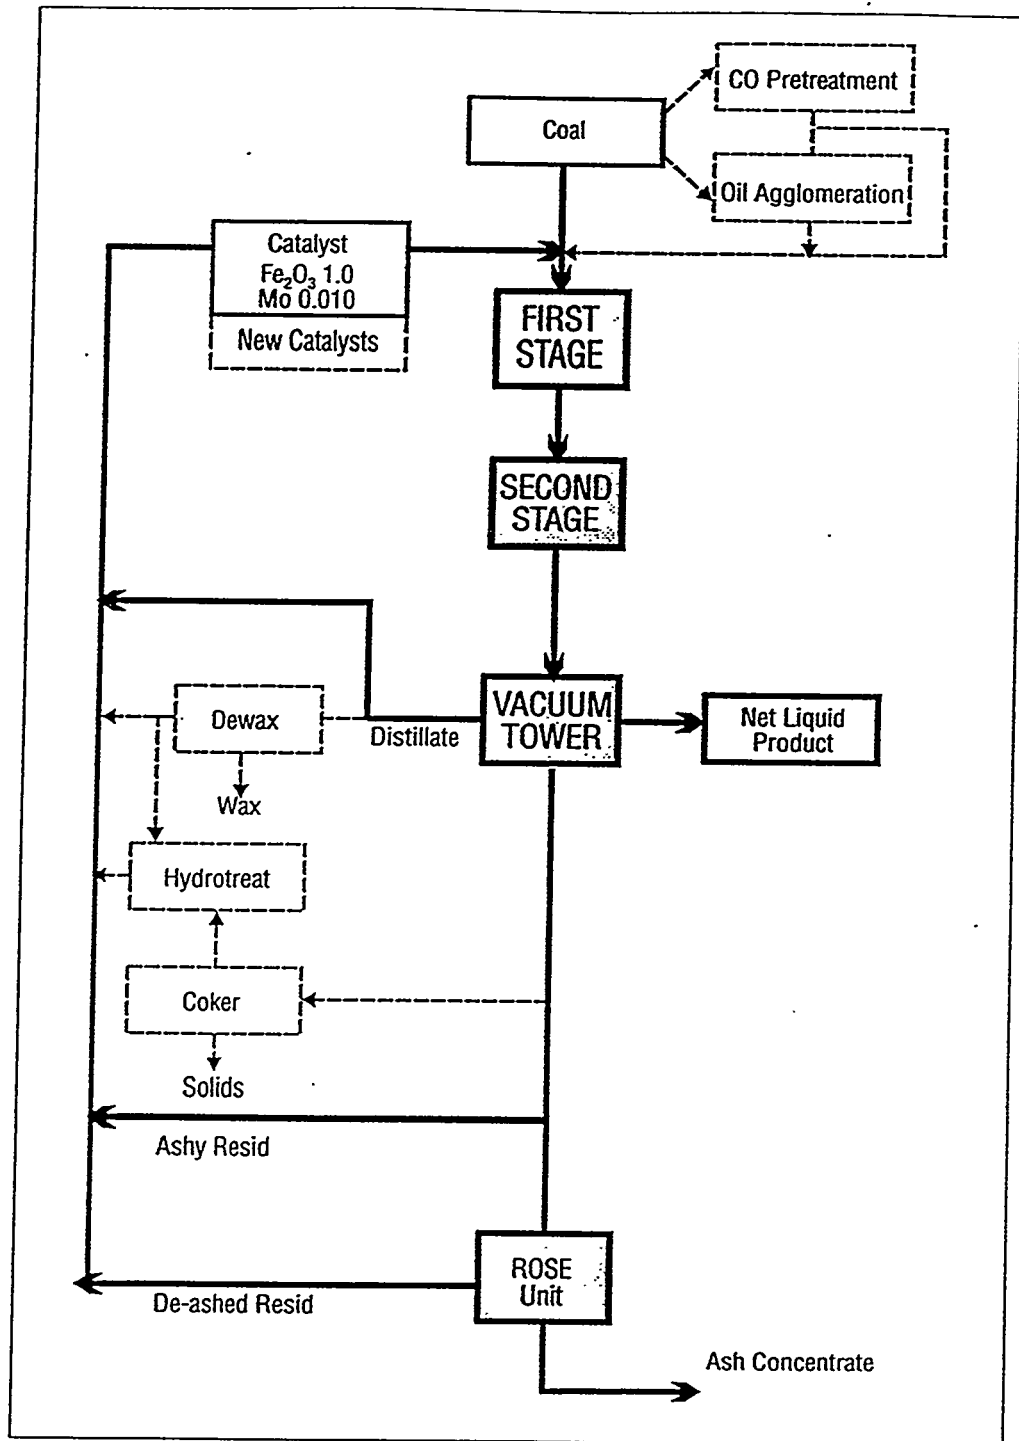 CO Pretreatment
Coal
Oil Agglomeration
Catalyst
Fe₂O₃ 1.0
Mo 0.010
New Catalysts
FIRST
STAGE
SECOND
STAGE
VACUUM
TOWER
Net Liquid
Product
Dewax
Distillate
Wax
Hydrotreat
Coker
Solids
Ashy Resid
ROSE
Unit
De-ashed Resid
Ash Concentrate